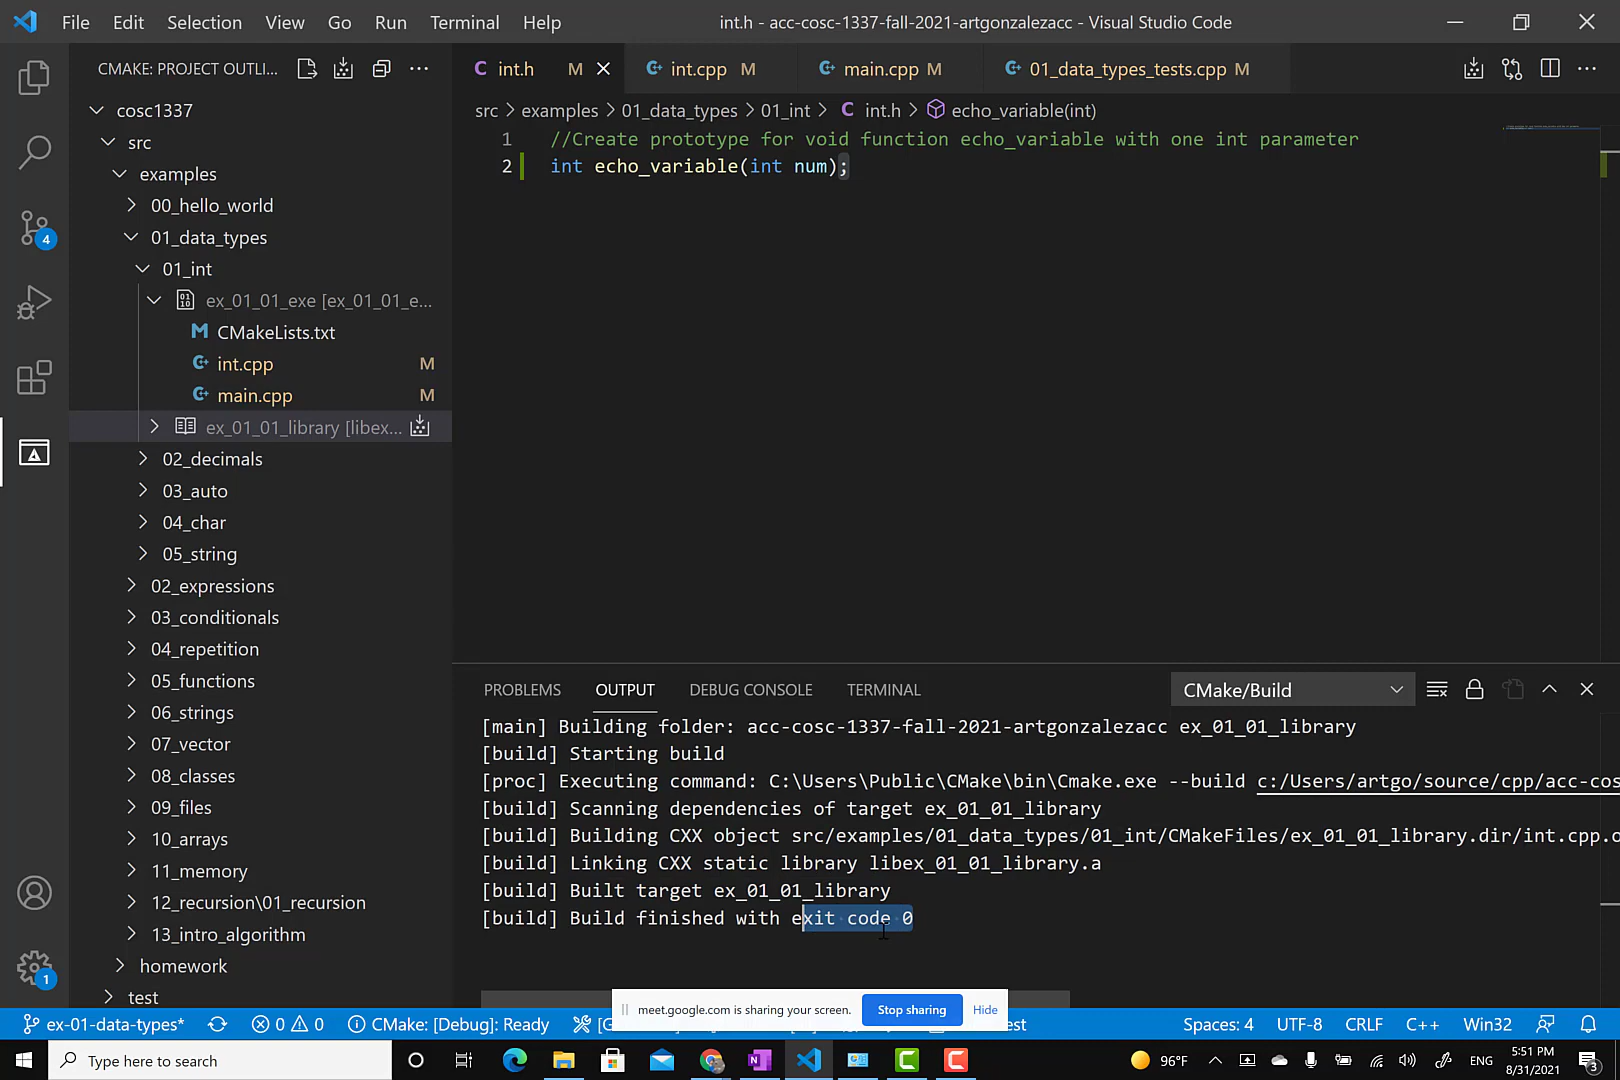 File Edit Selection View Go Run Terminal Help int.h - acc-cosc-1337-fall-2021-artgonzalezacc - Visual Studio Code
CMAKE: PROJECT OUTLI...
int.h M
int.cpp M
main.cpp M
01_data_types_tests.cpp M
src > examples > 01_data_types > 01_int > C int.h > echo_variable(int)
1 //Create prototype for void function echo_variable with one int parameter
2 int echo_variable(int num);
cosc1337
src
examples
00_hello_world
01_data_types
01_int
ex_01_01_exe [ex_01_01_e...
CMakeLists.txt
int.cpp M
main.cpp M
ex_01_01_library [libex...
02_decimals
03_auto
04_char
05_string
02_expressions
03_conditionals
04_repetition
05_functions
06_strings
07_vector
08_classes
09_files
10_arrays
11_memory
12_recursion\01_recursion
13_intro_algorithm
homework
test
4
1
PROBLEMS OUTPUT DEBUG CONSOLE TERMINAL CMake/Build
[main] Building folder: acc-cosc-1337-fall-2021-artgonzalezacc ex_01_01_library
[build] Starting build
[proc] Executing command: C:\Users\Public\CMake\bin\Cmake.exe --build c:/Users/artgo/source/cpp/acc-cos
[build] Scanning dependencies of target ex_01_01_library
[build] Building CXX object src/examples/01_data_types/01_int/CMakeFiles/ex_01_01_library.dir/int.cpp.o
[build] Linking CXX static library libex_01_01_library.a
[build] Built target ex_01_01_library
[build] Build finished with exit code 0
meet.google.com is sharing your screen. Stop sharing Hide
ex-01-data-types* 0 0 CMake: [Debug]: Ready Spaces: 4 UTF-8 CRLF C++ Win32
Type here to search
96°F
ENG
5:51 PM
8/31/2021
3